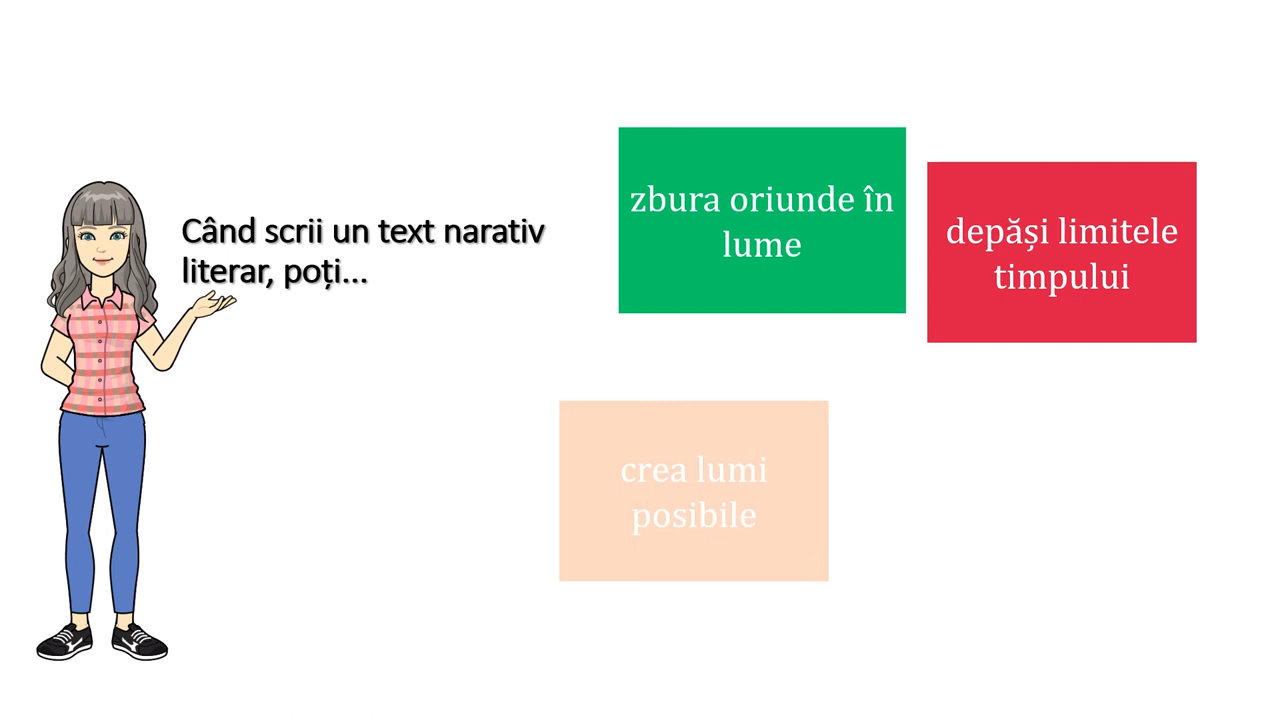 Când scrii un text narativ
literar, poți...
zbura oriunde în
lume
depăși limitele
timpului
crea lumi
posibile